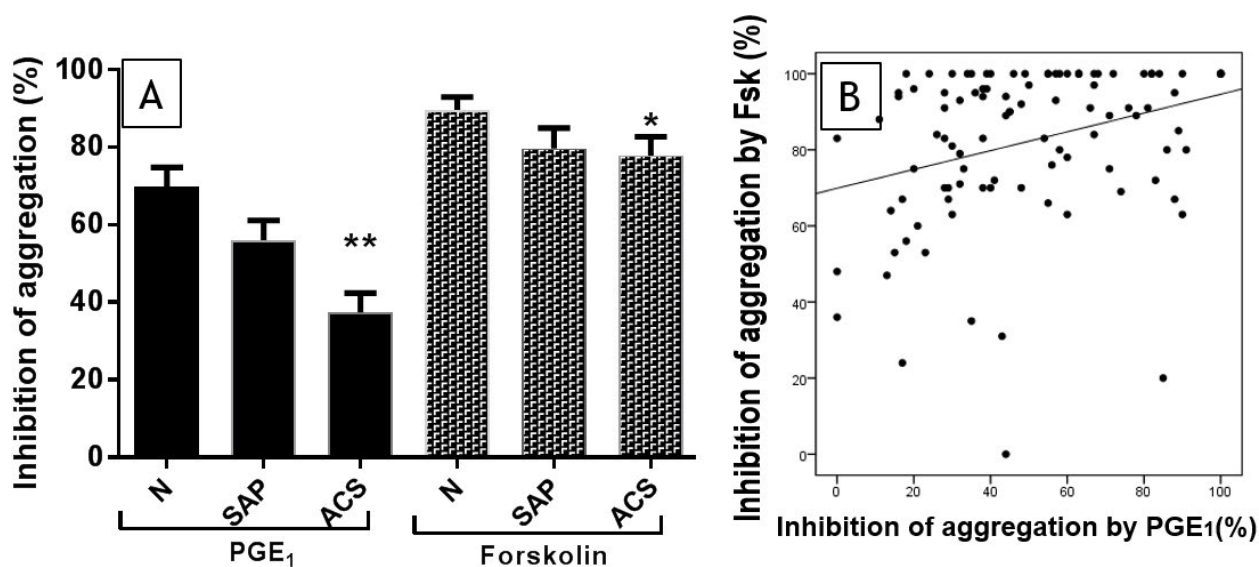 A
Inhibition of aggregation (%)
100
80
60
40
20
0
**
*
N
SAP
ACS
N
SAP
ACS
PGE₁
Forskolin
B
Inhibition of aggregation by Fsk (%)
100
80
60
40
20
0
0
20
40
60
80
100
Inhibition of aggregation by PGE₁(%)